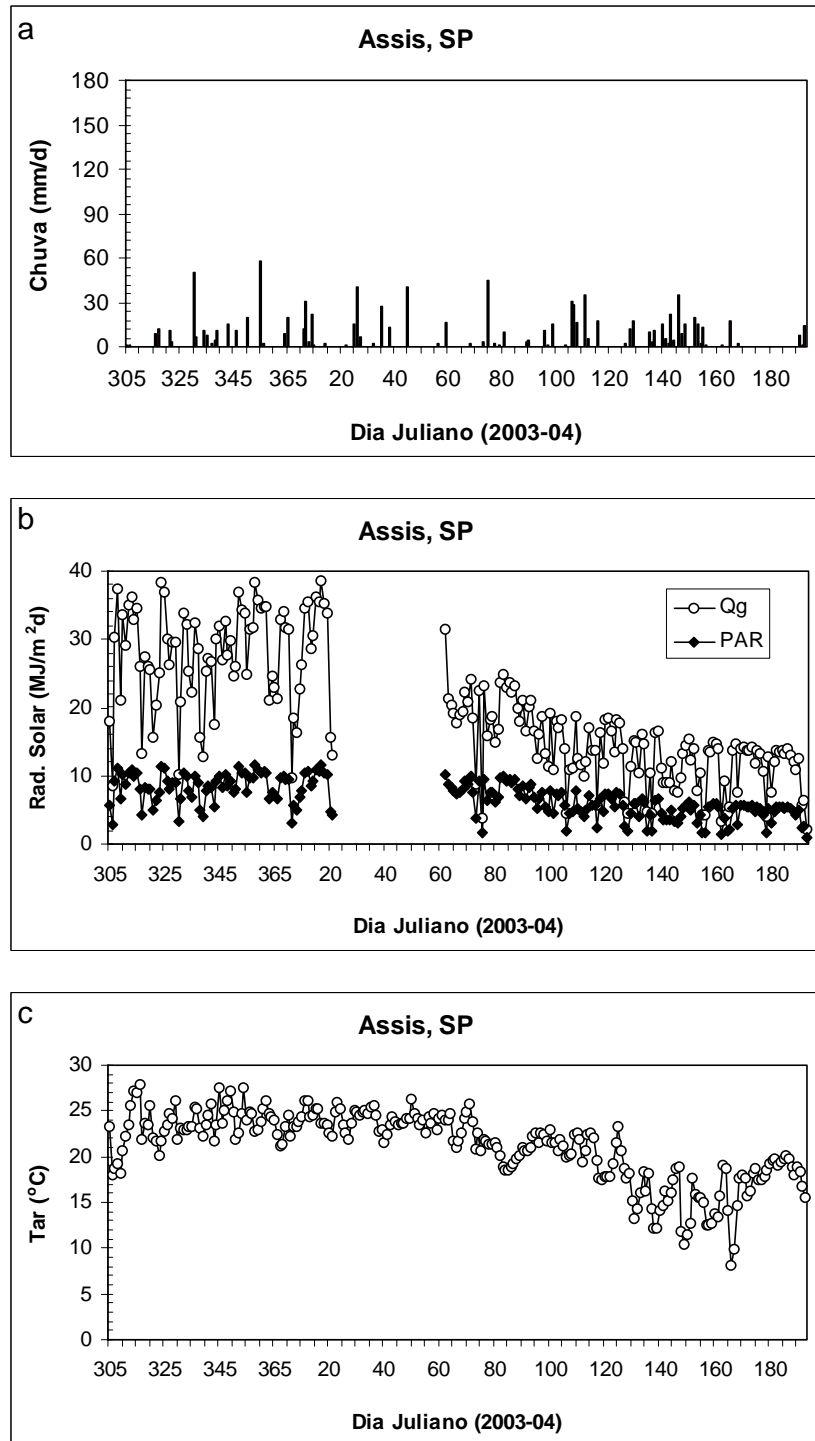 a
Assis, SP
Chuva (mm/d)
180
150
120
90
60
30
0
305 325 345 365 20 40 60 80 100 120 140 160 180
Dia Juliano (2003-04)
b
Assis, SP
Rad. Solar (MJ/m²d)
40
30
20
10
0
Qg
PAR
305 325 345 365 20 40 60 80 100 120 140 160 180
Dia Juliano (2003-04)
c
Assis, SP
Tar (°C)
30
25
20
15
10
5
0
305 325 345 365 20 40 60 80 100 120 140 160 180
Dia Juliano (2003-04)